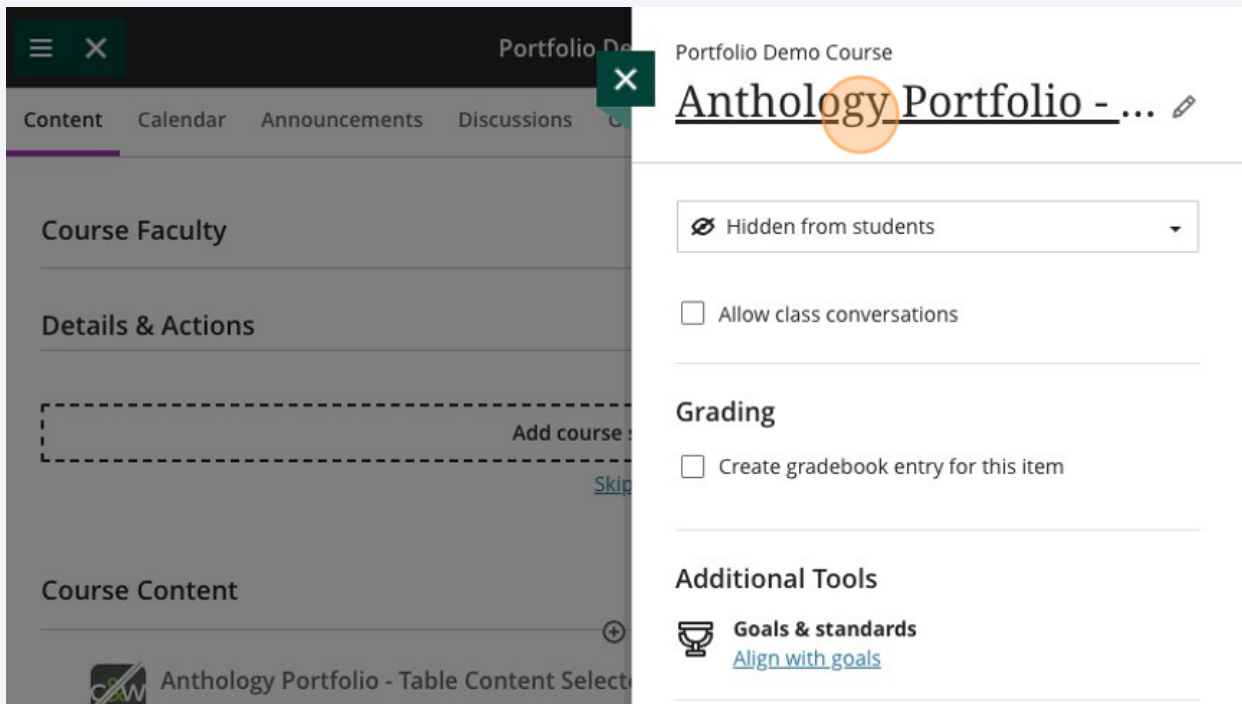 Portfolio De
Content Calendar Announcements Discussions
Course Faculty
Details & Actions
Add course s
Skip
Course Content
C&W
Anthology Portfolio - Table Content Selecto
Portfolio Demo Course
Anthology Portfolio - ...
Hidden from students
Allow class conversations
Grading
Create gradebook entry for this item
Additional Tools
Goals & standards
Align with goals